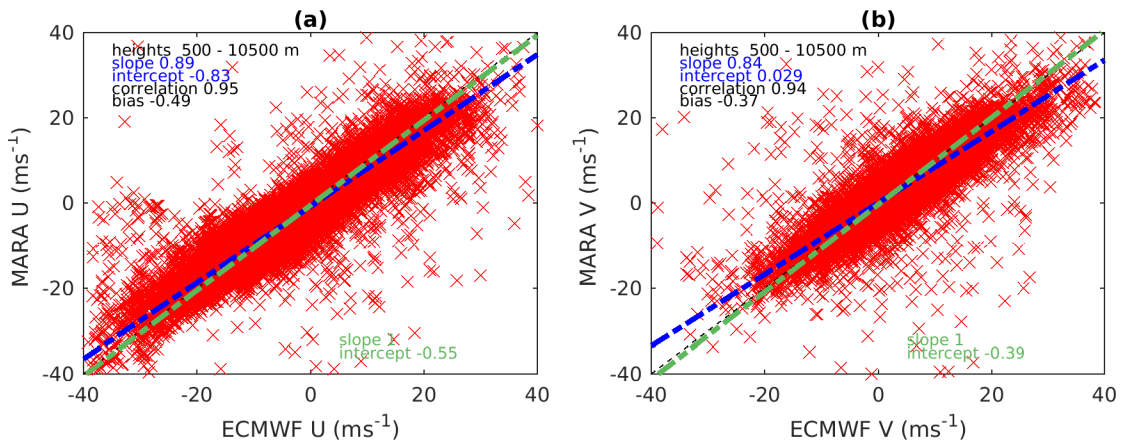 (a)
heights  500 - 10500 m
slope 0.89
intercept -0.83
correlation 0.95
bias -0.49
40
20
0
-20
-40
MARA U (ms⁻¹)
slope 1
intercept -0.55
-40 -20 0 20 40
ECMWF U (ms⁻¹)
(b)
heights  500 - 10500 m
slope 0.84
intercept 0.029
correlation 0.94
bias -0.37
40
20
0
-20
-40
MARA V (ms⁻¹)
slope 1
intercept -0.39
-40 -20 0 20 40
ECMWF V (ms⁻¹)